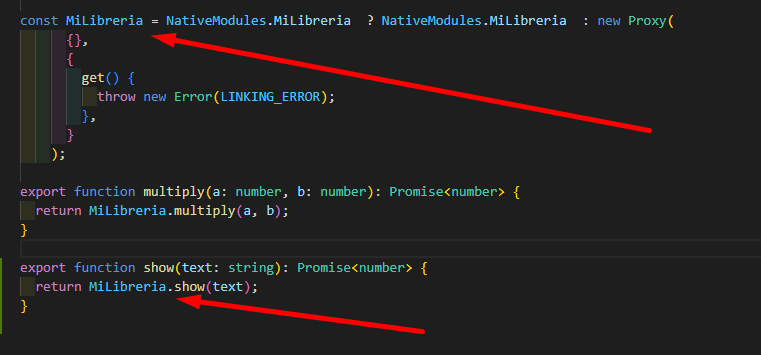 const MiLibreria = NativeModules.MiLibreria  ? NativeModules.MiLibreria  : new Proxy(
      {},
      {
        get() {
          throw new Error(LINKING_ERROR);
        },
      }
    );
export function multiply(a: number, b: number): Promise<number> {
  return MiLibreria.multiply(a, b);
}
export function show(text: string): Promise<number> {
  return MiLibreria.show(text);
}